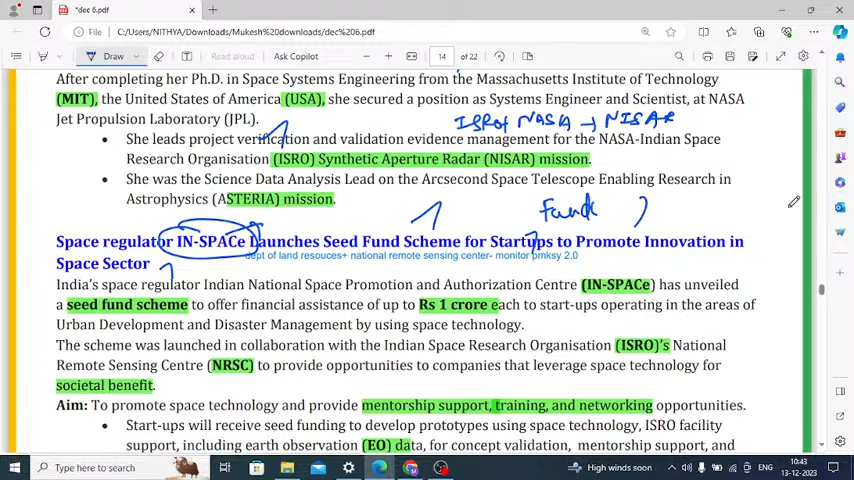 *dec 6.pdf
C:/Users/NITHYA/Downloads/Mukesh%20downloads/dec%206.pdf
Draw
Read aloud
Ask Copilot
14 of 22
After completing her Ph.D. in Space Systems Engineering from the Massachusetts Institute of Technology
(MIT), the United States of America (USA), she secured a position as Systems Engineer and Scientist, at NASA
Jet Propulsion Laboratory (JPL).
ISRO+ NASA → NISAR
• She leads project verification and validation evidence management for the NASA-Indian Space
Research Organisation (ISRO) Synthetic Aperture Radar (NISAR) mission.
• She was the Science Data Analysis Lead on the Arcsecond Space Telescope Enabling Research in
Astrophysics (ASTERIA) mission.
Fund
Space regulator IN-SPACe Launches Seed Fund Scheme for Startups to Promote Innovation in
Space Sector
dept of land resouces+ national remote sensing center- monitor pmksy 2.0
India's space regulator Indian National Space Promotion and Authorization Centre (IN-SPACe) has unveiled
a seed fund scheme to offer financial assistance of up to Rs 1 crore each to start-ups operating in the areas of
Urban Development and Disaster Management by using space technology.
The scheme was launched in collaboration with the Indian Space Research Organisation (ISRO)'s National
Remote Sensing Centre (NRSC) to provide opportunities to companies that leverage space technology for
societal benefit.
Aim: To promote space technology and provide mentorship support, training, and networking opportunities.
• Start-ups will receive seed funding to develop prototypes using space technology, ISRO facility
support, including earth observation (EO) data, for concept validation, mentorship support, and
Type here to search
High winds soon
ENG
10:43
13-12-2023